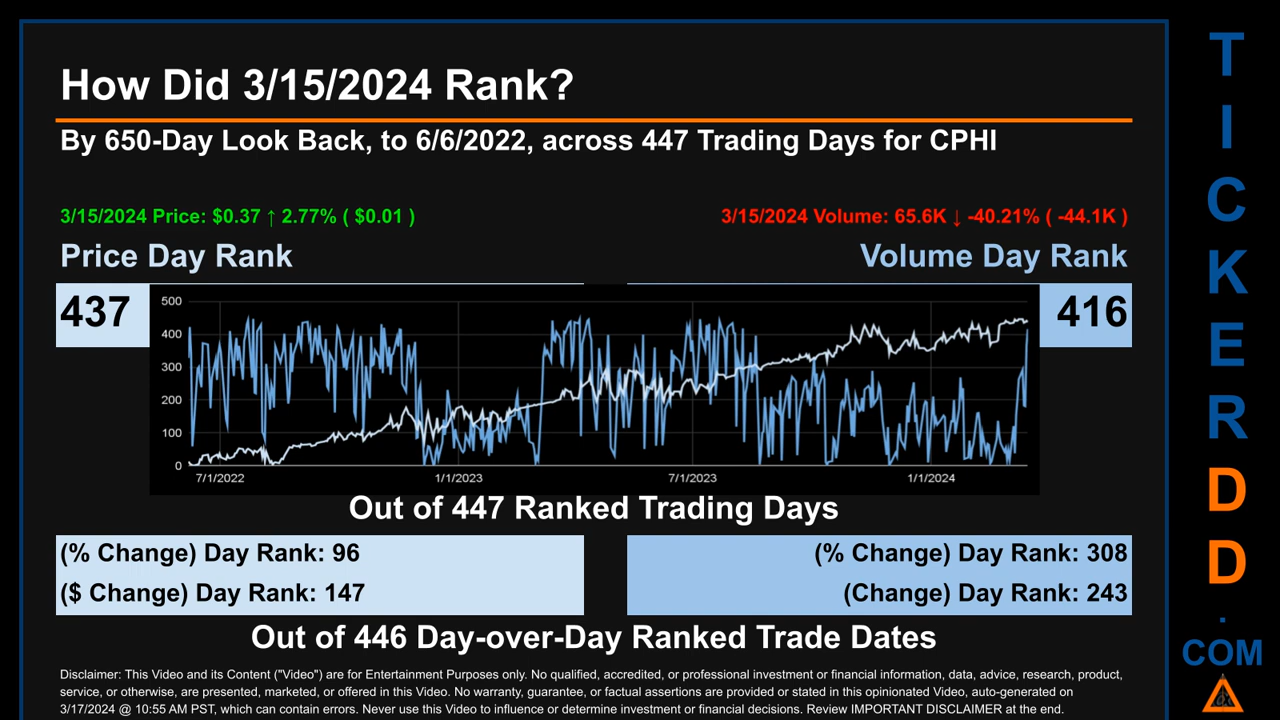 How Did 3/15/2024 Rank?
By 650-Day Look Back, to 6/6/2022, across 447 Trading Days for CPHI
3/15/2024 Price: $0.37 ↑ 2.77% ( $0.01 )
3/15/2024 Volume: 65.6K ↓ -40.21% ( -44.1K )
Price Day Rank
Volume Day Rank
437
416
500
400
300
200
100
0
7/1/2022
1/1/2023
7/1/2023
1/1/2024
Out of 447 Ranked Trading Days
(% Change) Day Rank: 96
($ Change) Day Rank: 147
(% Change) Day Rank: 308
(Change) Day Rank: 243
Out of 446 Day-over-Day Ranked Trade Dates
Disclaimer: This Video and its Content ("Video") are for Entertainment Purposes only. No qualified, accredited, or professional investment or financial information, data, advice, research, product,
service, or otherwise, are presented, marketed, or offered in this Video. No warranty, guarantee, or factual assertions are provided or stated in this opinionated Video, auto-generated on
3/17/2024 @ 10:55 AM PST, which can contain errors. Never use this Video to influence or determine investment or financial decisions. Review IMPORTANT DISCLAIMER at the end.
T
I
C
K
E
R
D
D
.
COM